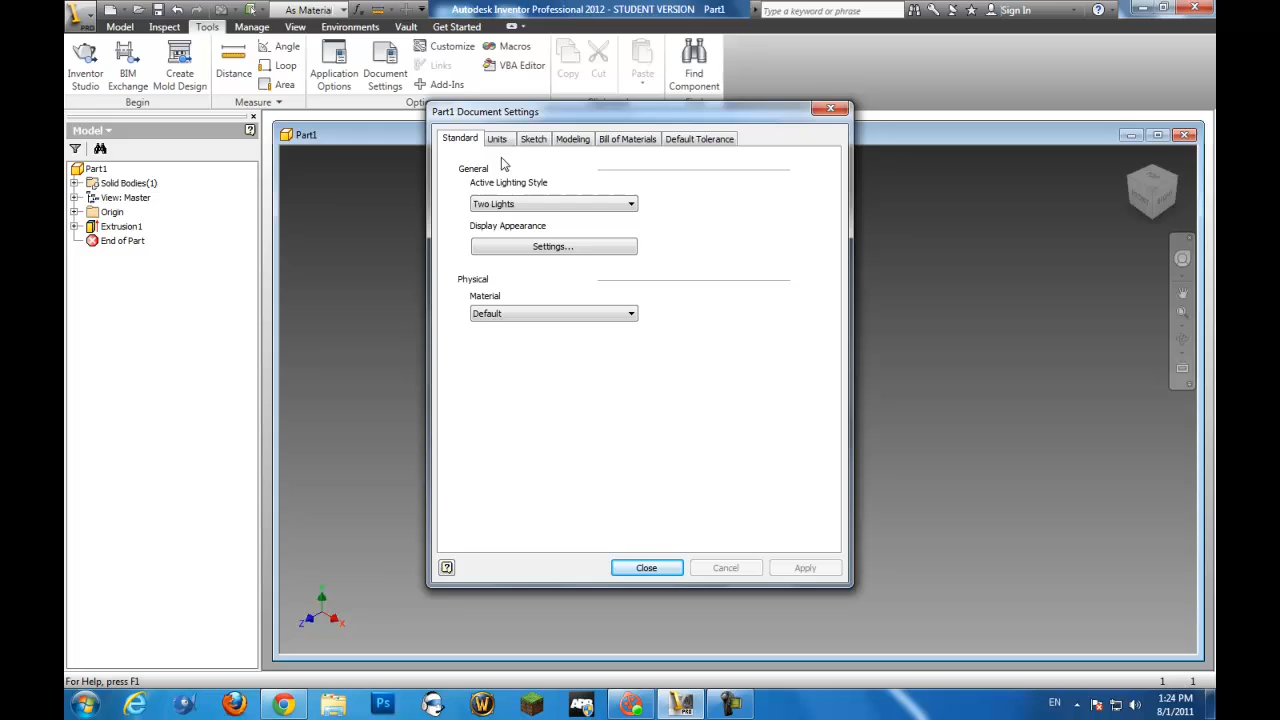 As Material
Autodesk Inventor Professional 2012 - STUDENT VERSION Part1
Type a keyword or phrase
Sign In
PRO
Model Inspect Tools Manage View Environments Vault Get Started
Inventor Studio
BIM Exchange
Create Mold Design
Begin
Distance
Angle
Loop
Area
Measure
Application Options
Document Settings
Customize
Links
Add-Ins
Macros
VBA Editor
Copy
Cut
Paste
Find Component
Model
Part1
Solid Bodies(1)
View: Master
Origin
Extrusion1
End of Part
Part1
Part1 Document Settings
Standard Units Sketch Modeling Bill of Materials Default Tolerance
General
Active Lighting Style
Two Lights
Display Appearance
Settings...
Physical
Material
Default
Close Cancel Apply
Z X
For Help, press F1
1 1
Ps
W
EN
1:24 PM
8/1/2011